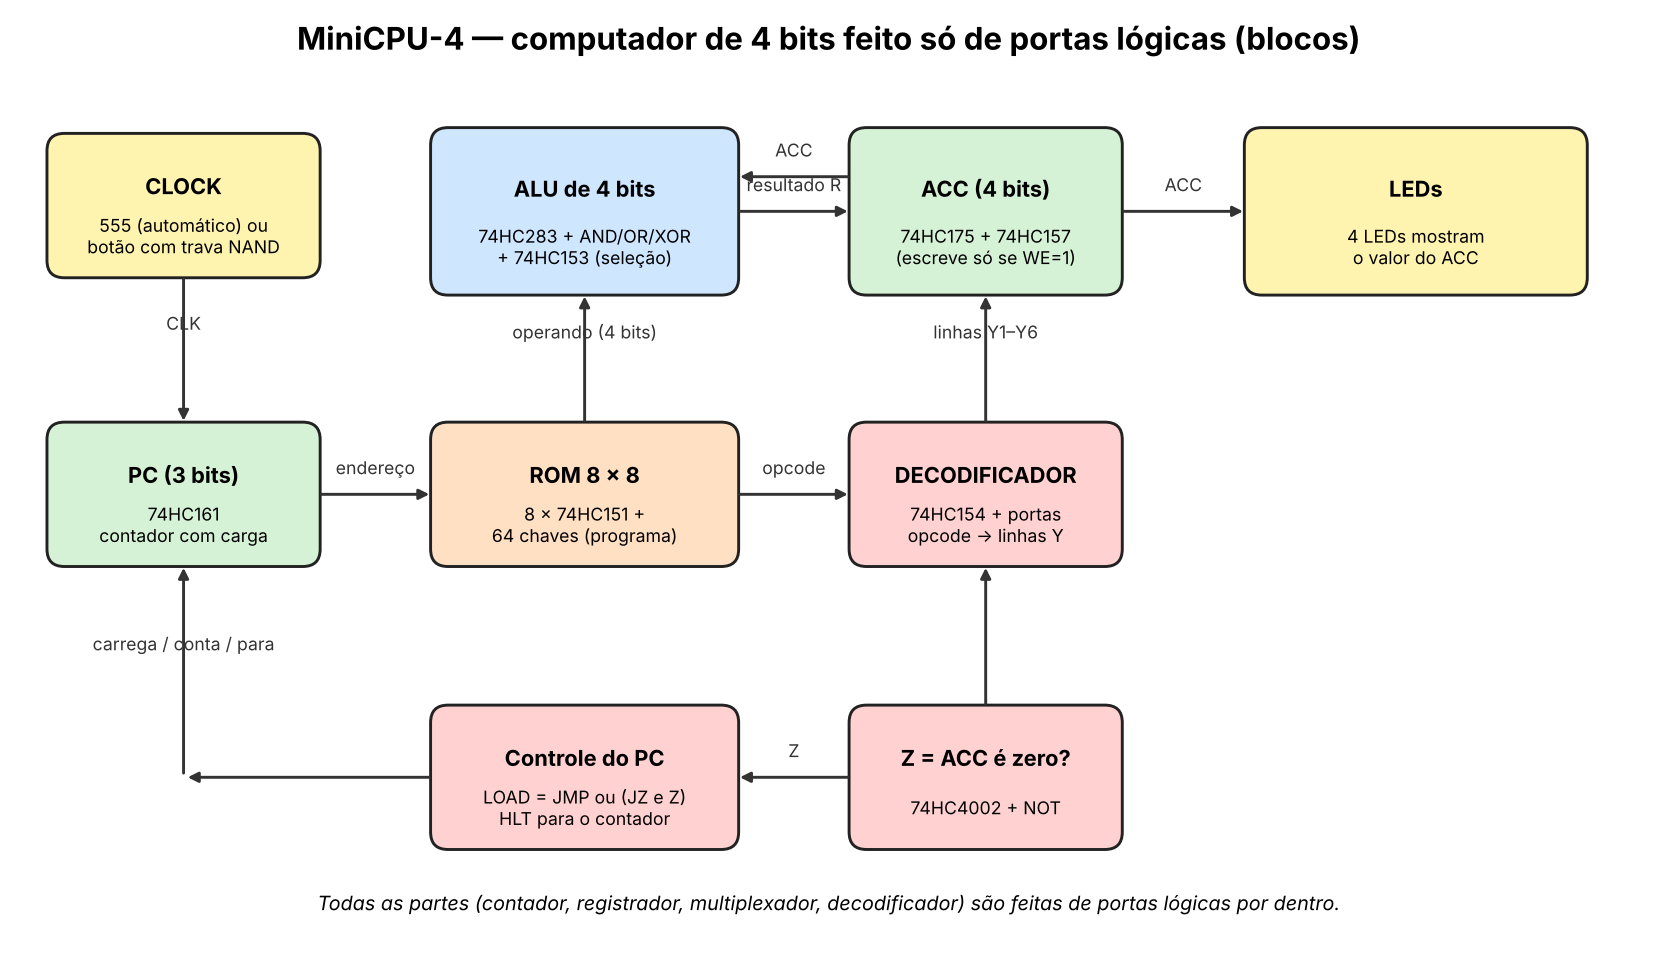 MiniCPU-4 — computador de 4 bits feito só de portas lógicas (blocos)
CLOCK
555 (automático) ou
botão com trava NAND
ALU de 4 bits
74HC283 + AND/OR/XOR
+ 74HC153 (seleção)
ACC
resultado R
ACC (4 bits)
74HC175 + 74HC157
(escreve só se WE=1)
ACC
LEDs
4 LEDs mostram
o valor do ACC
CLK
operando (4 bits)
linhas Y1–Y6
PC (3 bits)
74HC161
contador com carga
endereço
ROM 8 × 8
8 × 74HC151 +
64 chaves (programa)
opcode
DECODIFICADOR
74HC154 + portas
opcode → linhas Y
carrega / conta / para
Controle do PC
LOAD = JMP ou (JZ e Z)
HLT para o contador
Z
Z = ACC é zero?
74HC4002 + NOT
Todas as partes (contador, registrador, multiplexador, decodificador) são feitas de portas lógicas por dentro.